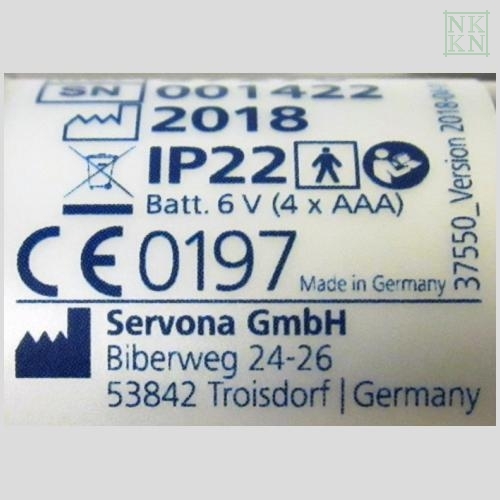 NK
KN
SN 001422
2018
IP22
Batt. 6 V (4 x AAA)
CE 0197 Made in Germany
37550_Version 2018-04
Servona GmbH
Biberweg 24-26
53842 Troisdorf | Germany